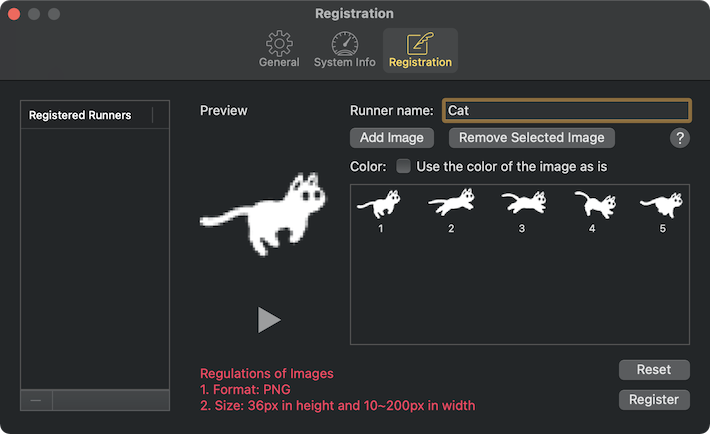 Registration
General
System Info
Registration
Registered Runners
Preview
Runner name:
Cat
Add Image
Remove Selected Image
?
Color:
Use the color of the image as is
1
2
3
4
5
Regulations of Images
1. Format: PNG
2. Size: 36px in height and 10~200px in width
Reset
Register